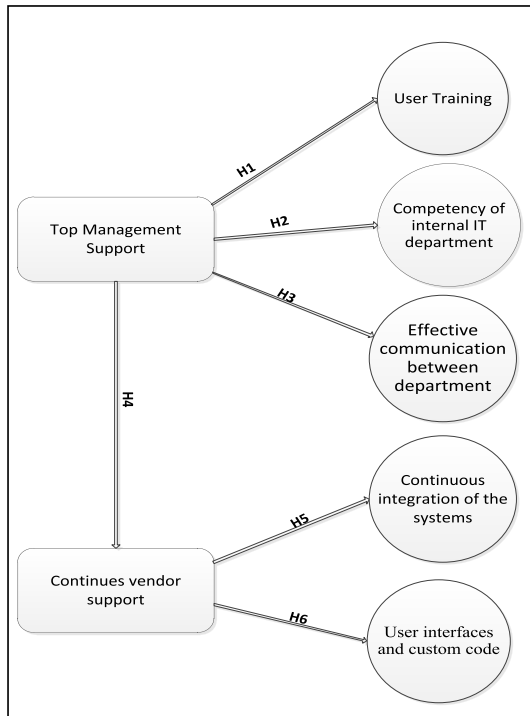 User Training
H1
Competency of
internal IT
department
H2
Top Management
Support
H3
Effective
communication
between
department
H4
Continuous
integration of the
systems
H5
Continues vendor
support
H6
User interfaces
and custom code